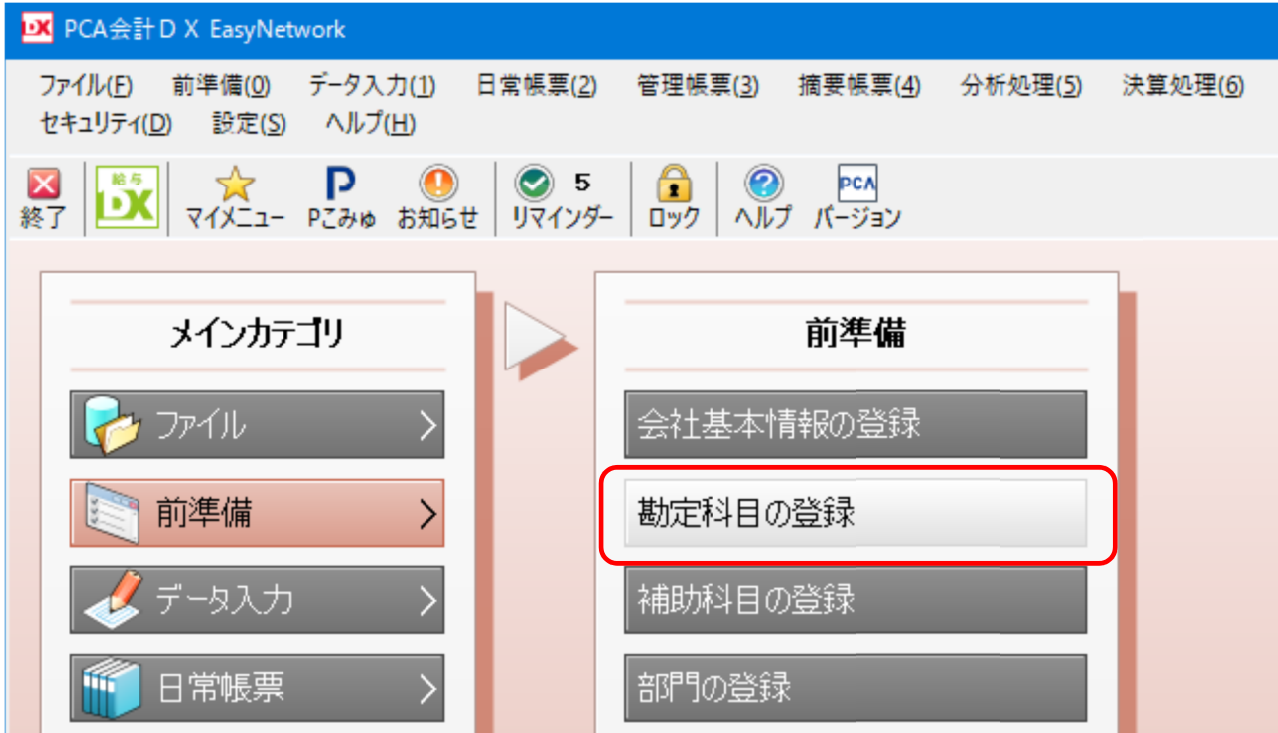 DX PCA会計DX EasyNetwork
ファイル(F) 前準備(0) データ入力(1) 日常帳票(2) 管理帳票(3) 摘要帳票(4) 分析処理(5) 決算処理(6)
セキュリティ(D) 設定(S) ヘルプ(H)
給与 DX P 5 PCA
終了 マイメニュー Pこみゅ お知らせ リマインダー ロック ヘルプ バージョン
メインカテゴリ
ファイル
前準備
データ入力
日常帳票
前準備
会社基本情報の登録
勘定科目の登録
補助科目の登録
部門の登録